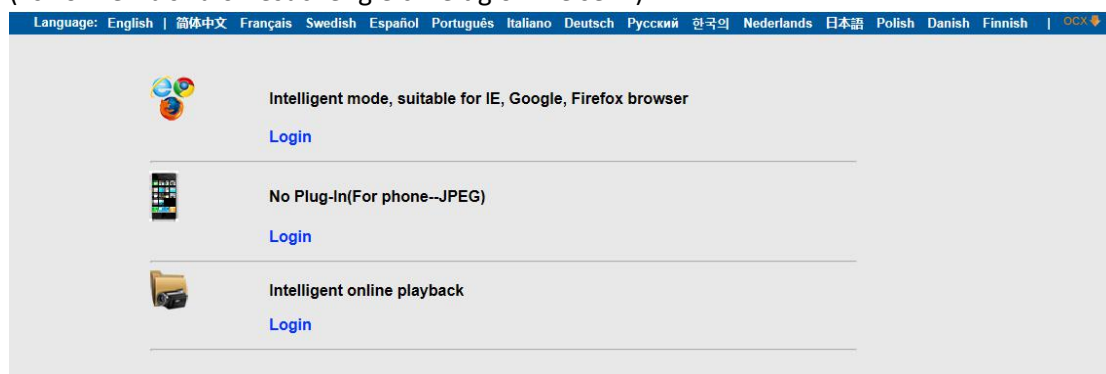 Language: English | 简体中文 Français Swedish Español Português Italiano Deutsch Русский 한국의 Nederlands 日本語 Polish Danish Finnish | OCX
Intelligent mode, suitable for IE, Google, Firefox browser
Login
No Plug-In(For phone--JPEG)
Login
Intelligent online playback
Login